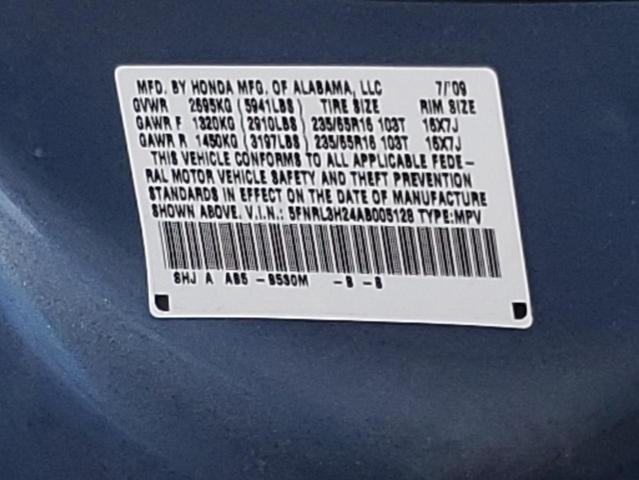 MFD. BY HONDA MFG. OF ALABAMA, LLC 7/'09
GVWR 2695KG (5941LBS) TIRE SIZE RIM SIZE
GAWR F 1320KG (2910LBS) 235/65R16 103T 16X7J
GAWR R 1450KG (3197LBS) 235/65R16 103T 16X7J
THIS VEHICLE CONFORMS TO ALL APPLICABLE FEDE-
RAL MOTOR VEHICLE SAFETY AND THEFT PREVENTION
STANDARDS IN EFFECT ON THE DATE OF MANUFACTURE
SHOWN ABOVE. V.I.N.: 5FNRL3H24AB005128 TYPE:MPV
SHJ A AB5 -B530M -B -B